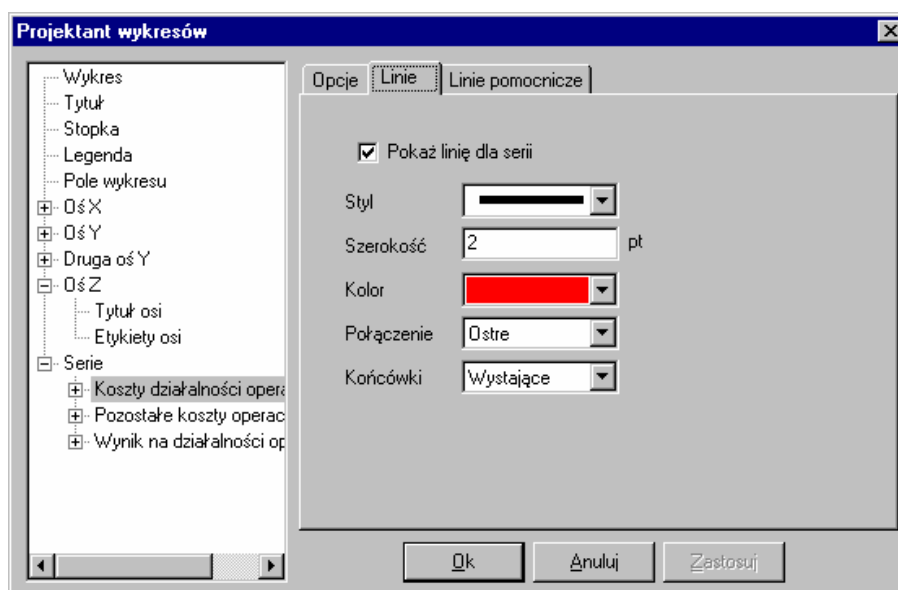 Projektant wykresów
Wykres
Tytuł
Stopka
Legenda
Pole wykresu
Oś X
Oś Y
Druga oś Y
Oś Z
Tytuł osi
Etykiety osi
Serie
Koszty działalności opera
Pozostałe koszty operac
Wynik na działalności op
Opcje
Linie
Linie pomocnicze
Pokaż linię dla serii
Styl
Szerokość 2 pt
Kolor
Połączenie Ostre
Końcówki Wystające
Ok Anuluj Zastosuj